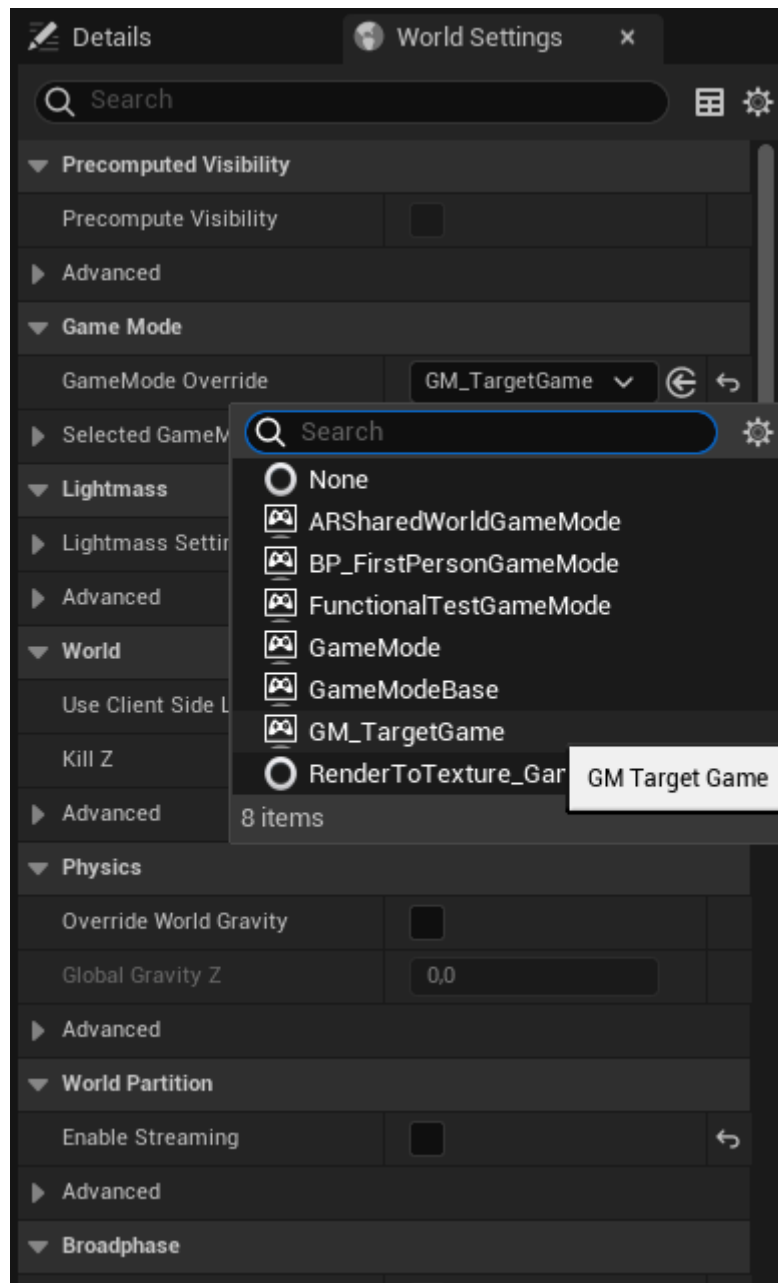 Details
World Settings
Search
Precomputed Visibility
Precompute Visibility
Advanced
Game Mode
GameMode Override
GM_TargetGame
Selected GameM
Search
None
ARSharedWorldGameMode
BP_FirstPersonGameMode
FunctionalTestGameMode
GameMode
GameModeBase
GM_TargetGame
RenderToTexture_Gam
GM Target Game
8 items
Lightmass
Lightmass Settin
Advanced
World
Use Client Side L
Kill Z
Advanced
Physics
Override World Gravity
Global Gravity Z
0,0
Advanced
World Partition
Enable Streaming
Advanced
Broadphase